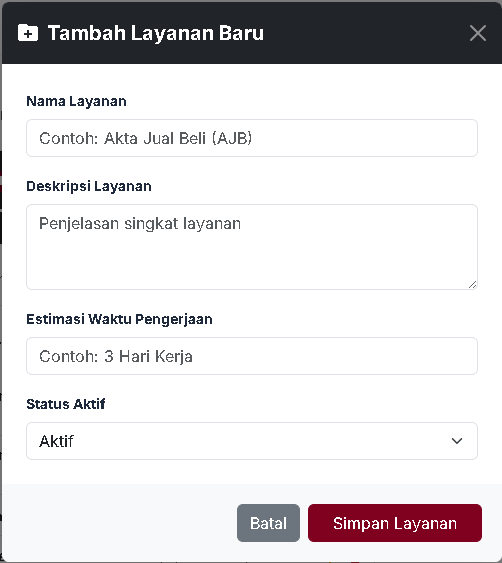 Tambah Layanan Baru
Nama Layanan
Contoh: Akta Jual Beli (AJB)
Deskripsi Layanan
Penjelasan singkat layanan
Estimasi Waktu Pengerjaan
Contoh: 3 Hari Kerja
Status Aktif
Aktif
Batal
Simpan Layanan